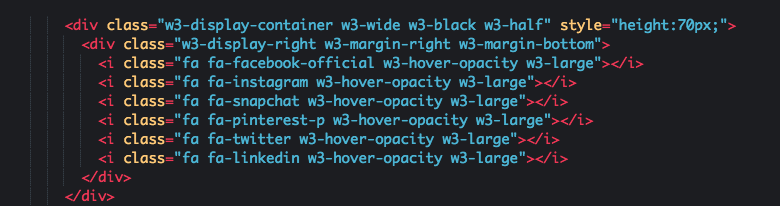 <div class="w3-display-container w3-wide w3-black w3-half" style="height:70px;">
<div class="w3-display-right w3-margin-right w3-margin-bottom">
<i class="fa fa-facebook-official w3-hover-opacity w3-large"></i>
<i class="fa fa-instagram w3-hover-opacity w3-large"></i>
<i class="fa fa-snapchat w3-hover-opacity w3-large"></i>
<i class="fa fa-pinterest-p w3-hover-opacity w3-large"></i>
<i class="fa fa-twitter w3-hover-opacity w3-large"></i>
<i class="fa fa-linkedin w3-hover-opacity w3-large"></i>
</div>
</div>